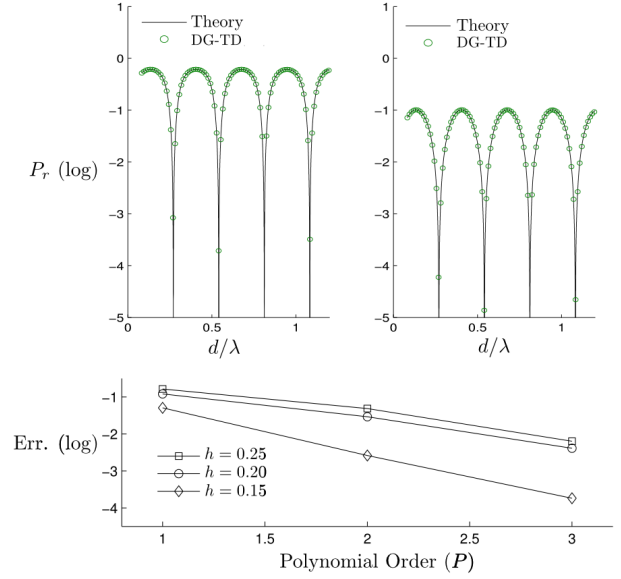 Theory
DG-TD
1
0
−1
−2
−3
−4
−5
0
0.5
1
d/λ
P_r (log)
Theory
DG-TD
1
0
−1
−2
−3
−4
−5
0
0.5
1
d/λ
Err. (log)
−1
−2
−3
−4
h = 0.25
h = 0.20
h = 0.15
1
1.5
2
2.5
3
Polynomial Order (P)